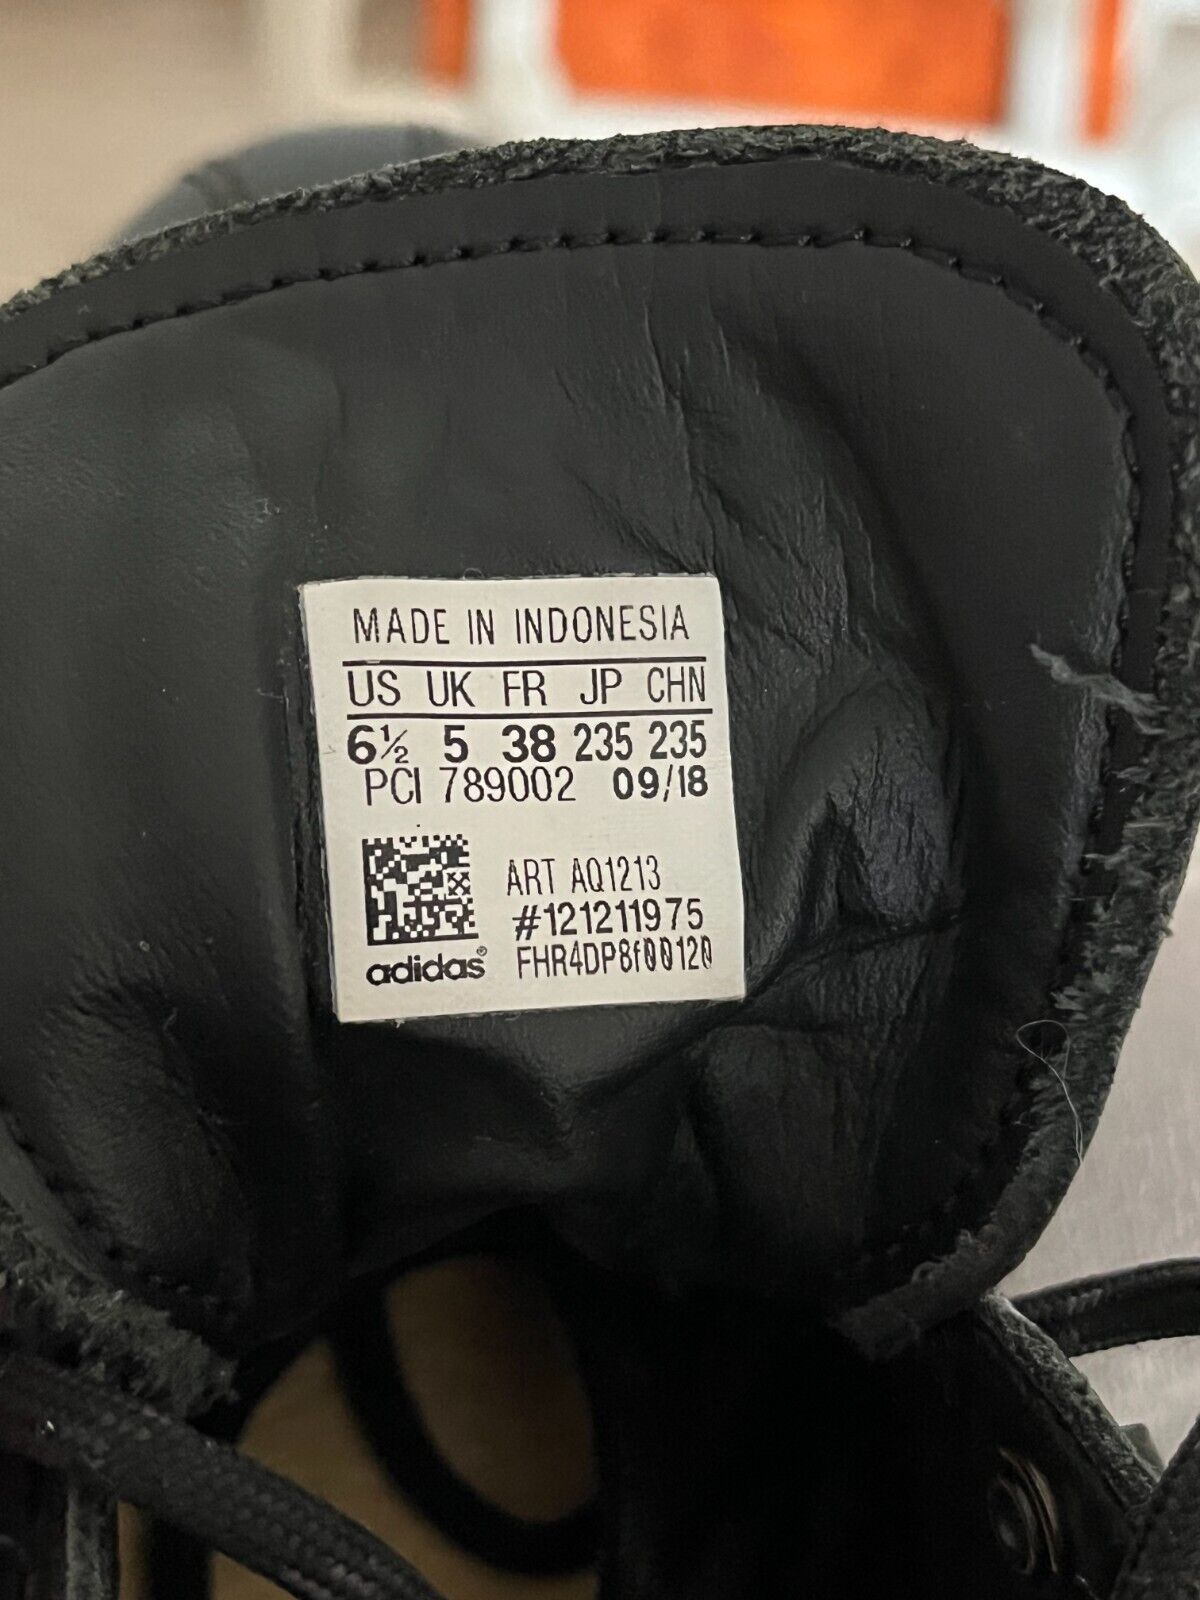 MADE IN INDONESIA
US UK FR JP CHN
6½ 5 38 235 235
PCI 789002 09/18
ART AQ1213
#121211975
adidas® FHR4DP8f00120